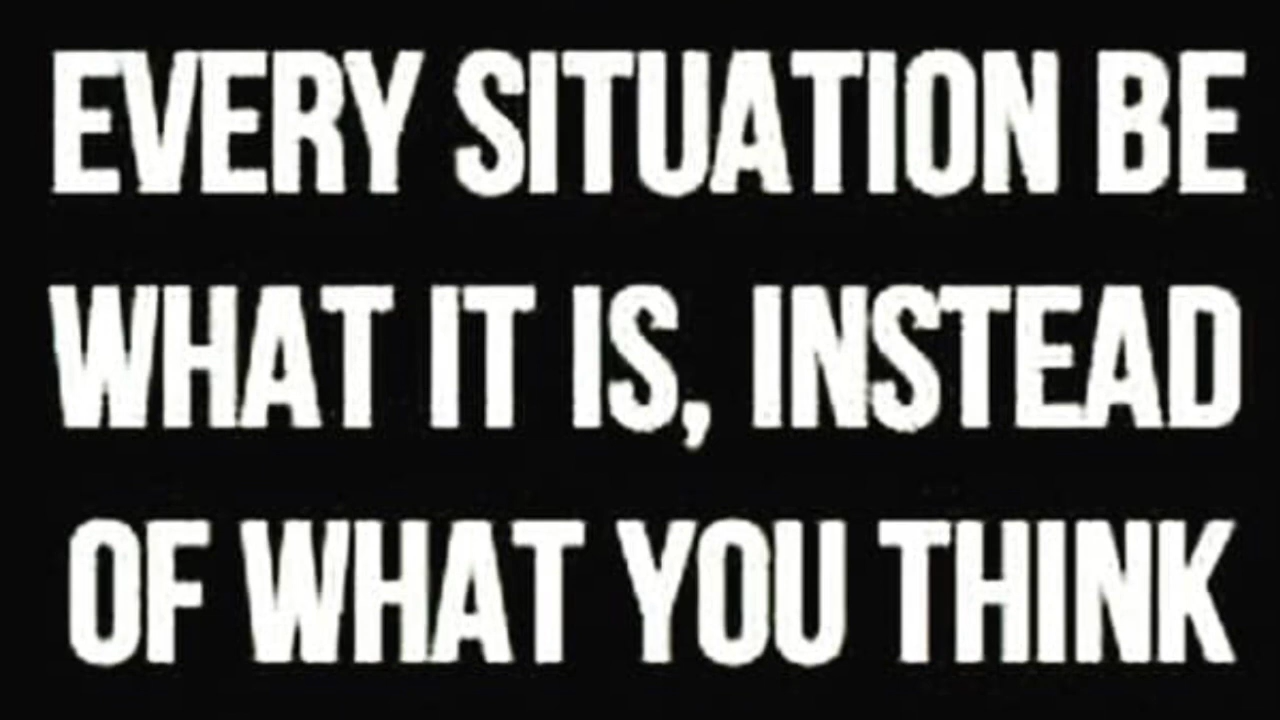 EVERY SITUATION BE
WHAT IT IS, INSTEAD
OF WHAT YOU THINK